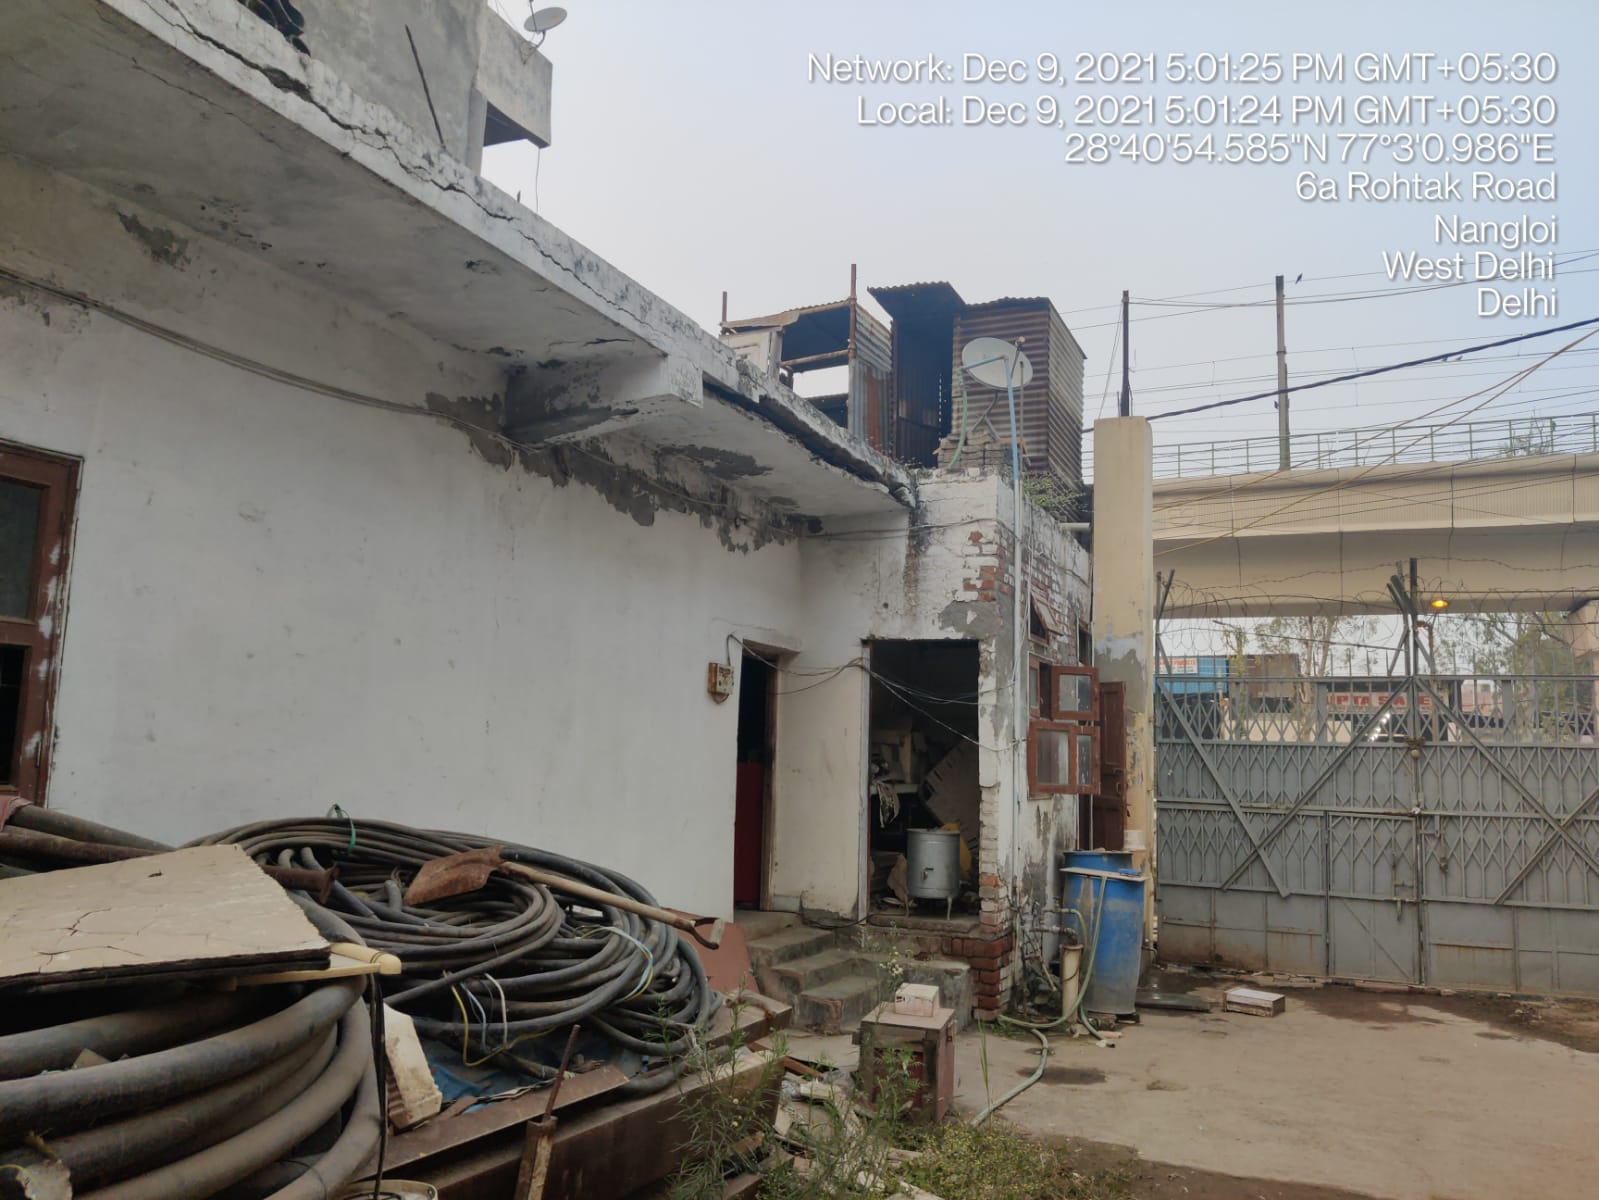 Network: Dec 9, 2021 5:01:25 PM GMT+05:30
Local: Dec 9, 2021 5:01:24 PM GMT+05:30
28°40'54.585"N 77°3'0.986"E
6a Rohtak Road
Nangloi
West Delhi
Delhi